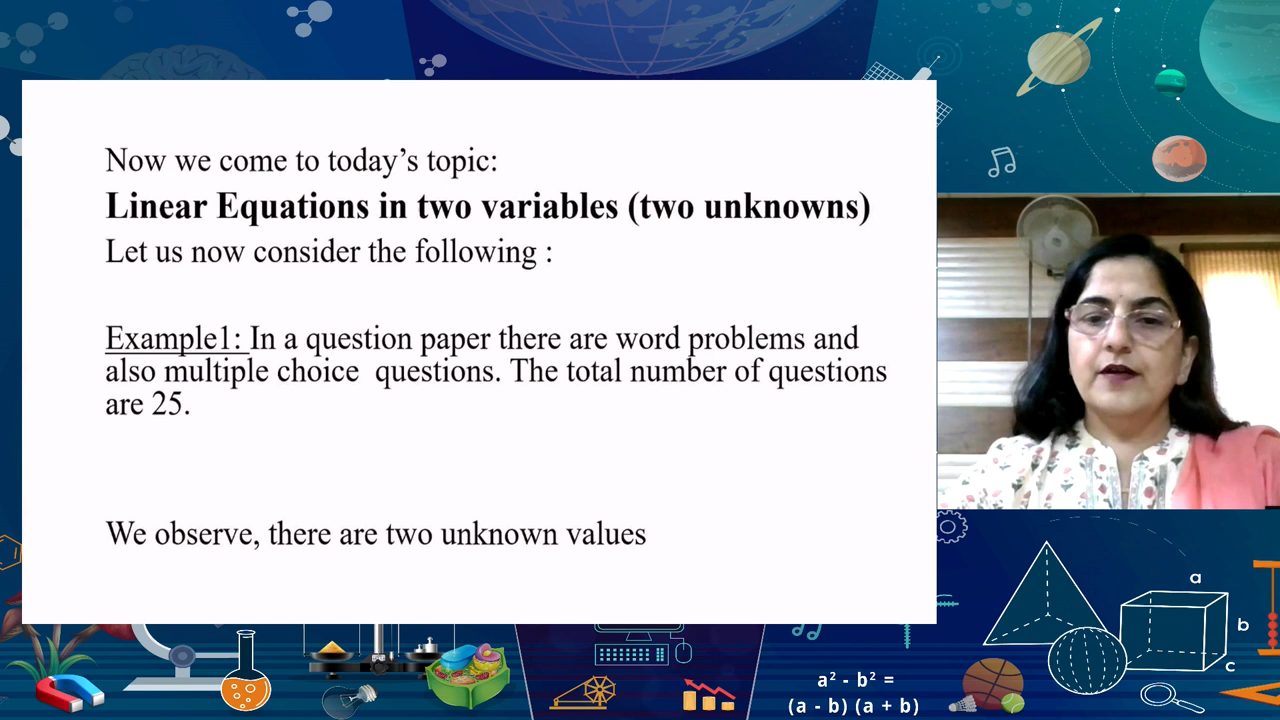 Now we come to today’s topic:
Linear Equations in two variables (two unknowns)
Let us now consider the following :
Example1: In a question paper there are word problems and
also multiple choice  questions. The total number of questions
are 25.
We observe, there are two unknown values
a
b
c
a² - b² =
(a - b) (a + b)